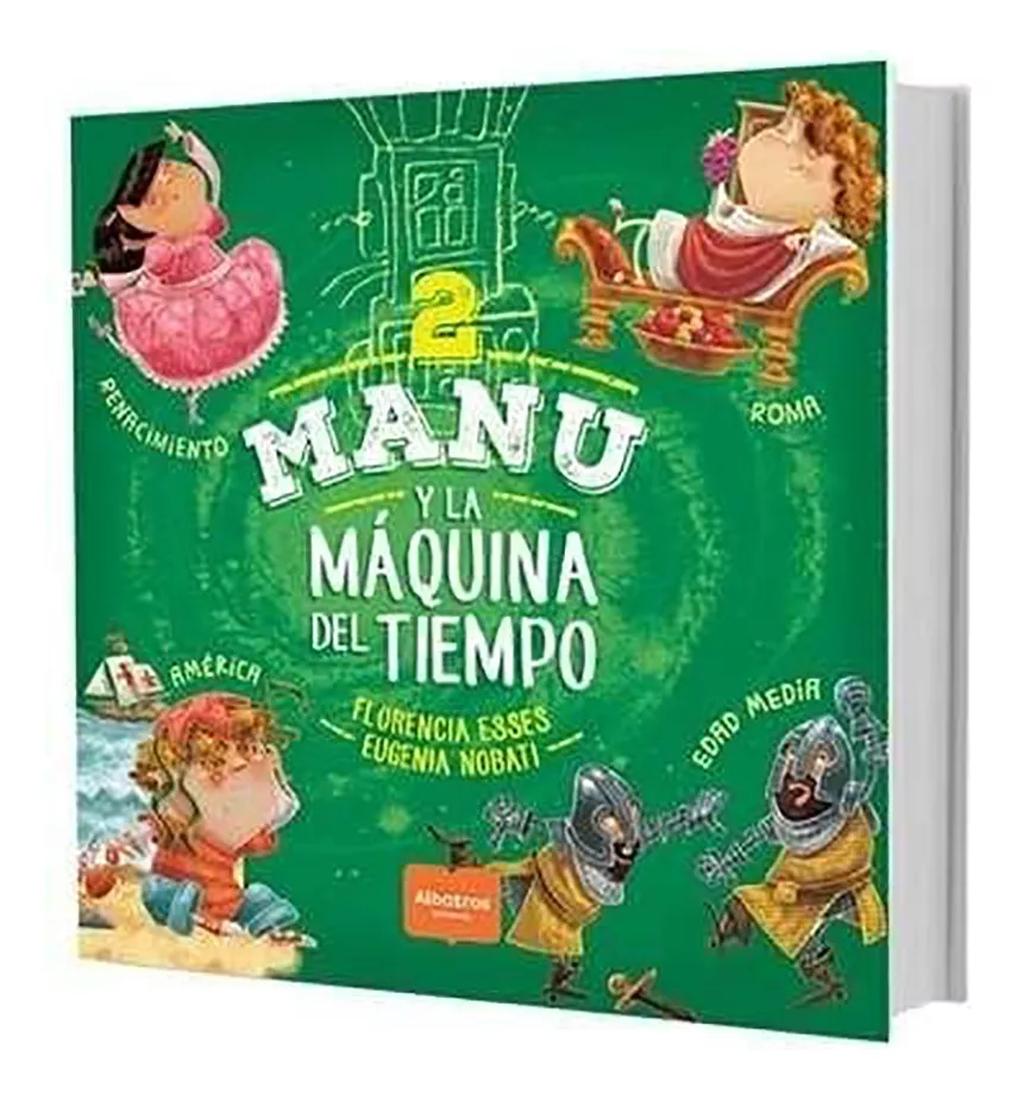 2
MANU
Y LA
MÁQUINA
DEL TIEMPO
FLORENCIA ESSES
EUGENIA NOBATI
RENACIMIENTO
ROMA
AMÉRICA
EDAD MEDIA
Albatros